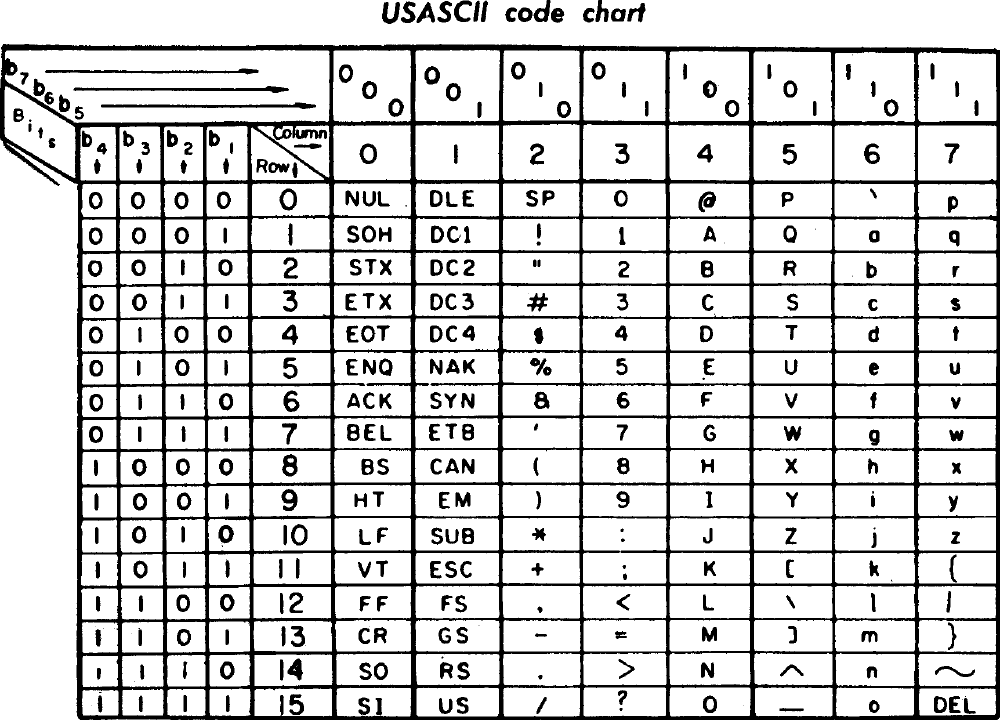 USASCII code chart
b7 b6 b5 0 0 0 0 0 1 0 1 0 0 1 1 1 0 0 1 0 1 1 1 0 1 1 1
Bits b4 b3 b2 b1 Column Row 0 1 2 3 4 5 6 7
0 0 0 0 0 NUL DLE SP 0 @ P ` p
0 0 0 1 1 SOH DC1 ! 1 A Q a q
0 0 1 0 2 STX DC2 " 2 B R b r
0 0 1 1 3 ETX DC3 # 3 C S c s
0 1 0 0 4 EOT DC4 $ 4 D T d t
0 1 0 1 5 ENQ NAK % 5 E U e u
0 1 1 0 6 ACK SYN & 6 F V f v
0 1 1 1 7 BEL ETB ' 7 G W g w
1 0 0 0 8 BS CAN ( 8 H X h x
1 0 0 1 9 HT EM ) 9 I Y i y
1 0 1 0 10 LF SUB * : J Z j z
1 0 1 1 11 VT ESC + ; K [ k {
1 1 0 0 12 FF FS , < L \ l |
1 1 0 1 13 CR GS - = M ] m }
1 1 1 0 14 SO RS . > N ^ n ~
1 1 1 1 15 SI US / ? O _ o DEL